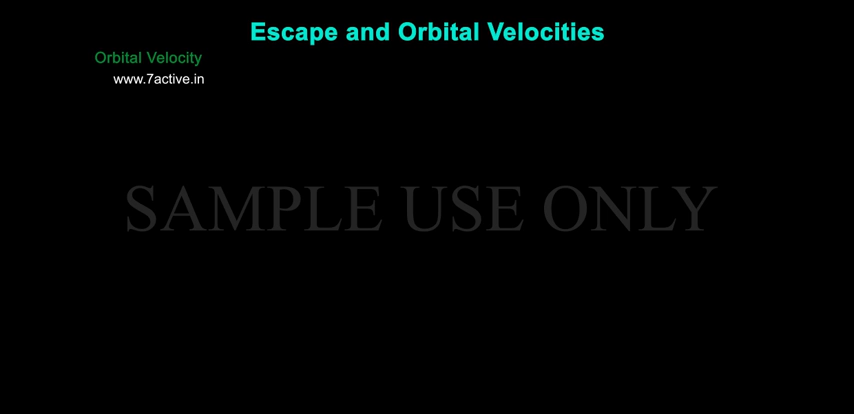 Escape and Orbital Velocities
Orbital Velocity
www.7active.in
SAMPLE USE ONLY